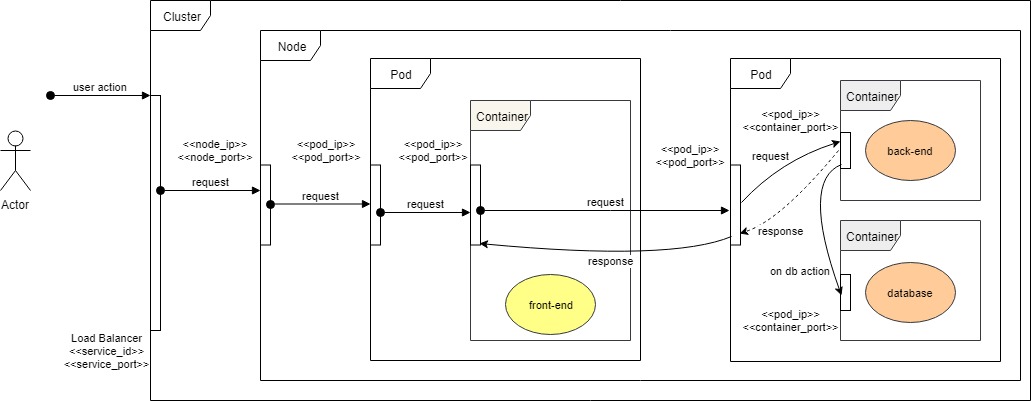 Cluster
Node
Pod
Pod
Container
Container
user action
<<pod_ip>>
<<container_port>>
<<node_ip>>
<<node_port>>
<<pod_ip>>
<<pod_port>>
<<pod_ip>>
<<pod_port>>
<<pod_ip>>
<<pod_port>>
request
back-end
request
request
request
request
Actor
response
Container
response
on db action
front-end
database
<<pod_ip>>
<<container_port>>
Load Balancer
<<service_id>>
<<service_port>>